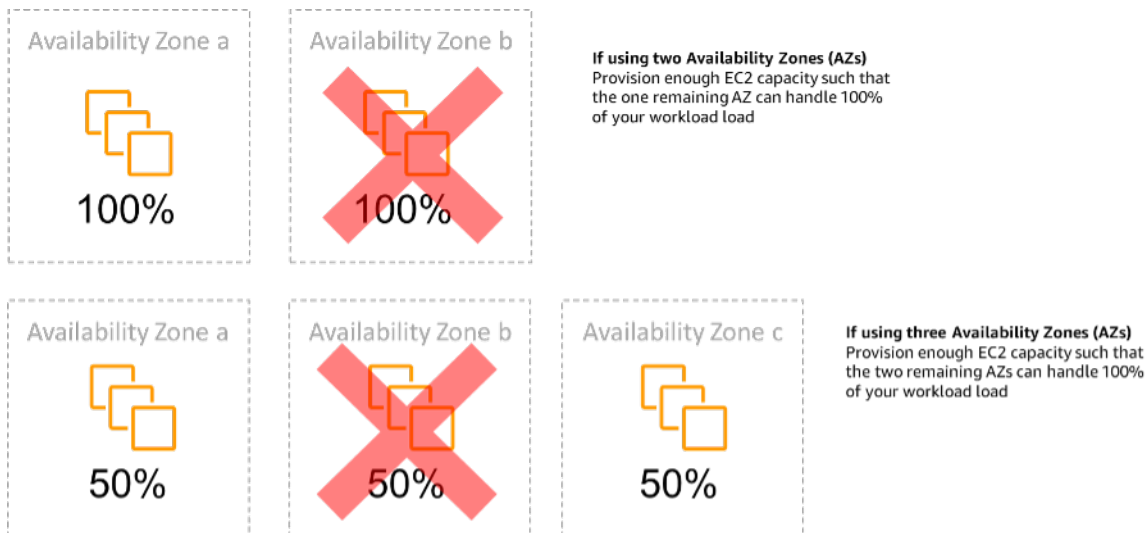 Availability Zone a
100%
Availability Zone b
100%
If using two Availability Zones (AZs)
Provision enough EC2 capacity such that
the one remaining AZ can handle 100%
of your workload load
Availability Zone a
50%
Availability Zone b
50%
Availability Zone c
50%
If using three Availability Zones (AZs)
Provision enough EC2 capacity such that
the two remaining AZs can handle 100%
of your workload load